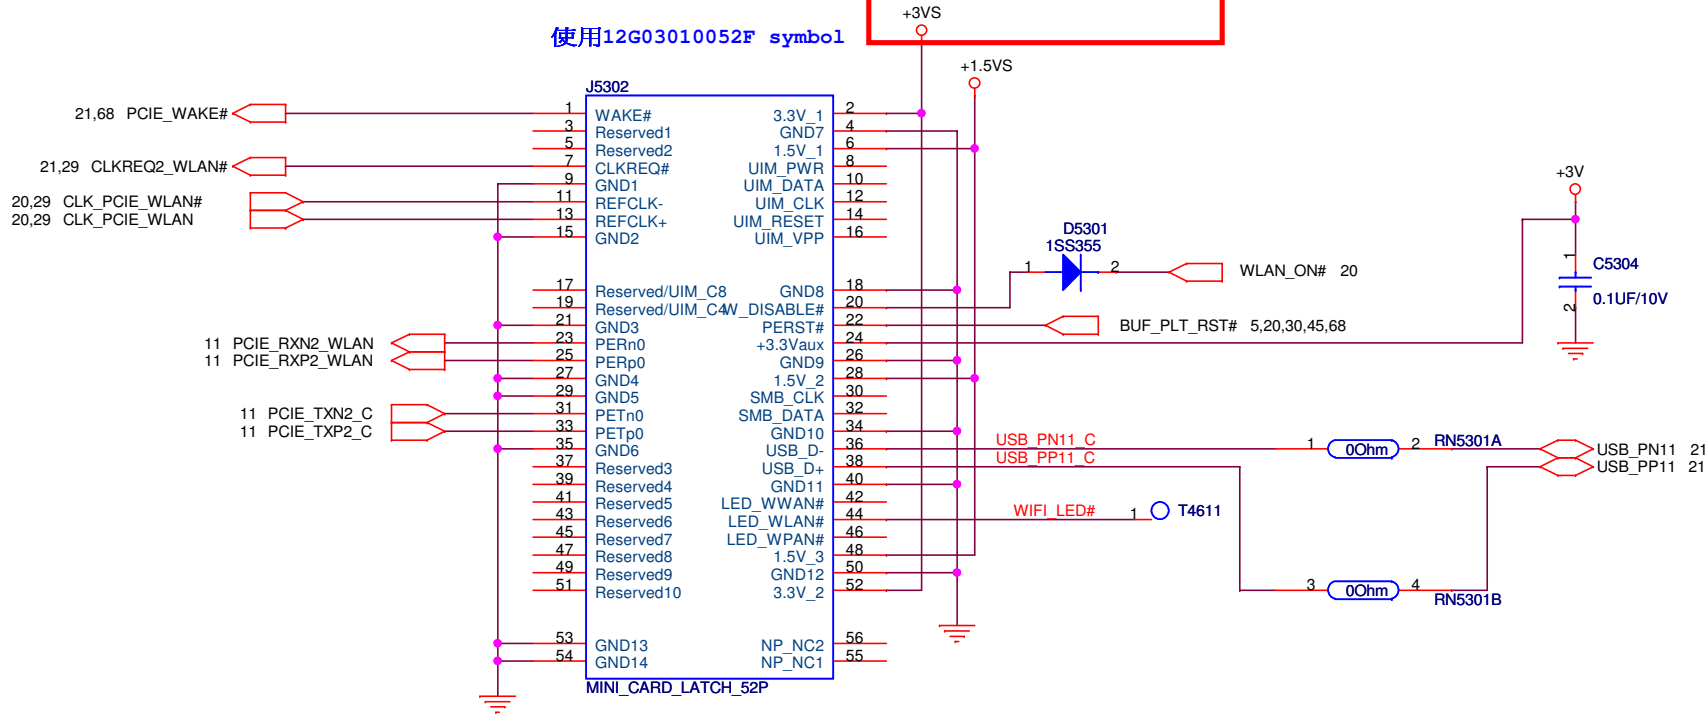 +3VS
使用12G03010052F symbol
+1.5VS
J5302
21,68 PCIE_WAKE# 1 WAKE# 3.3V_1 2
3 Reserved1 GND7 4
5 Reserved2 1.5V_1 6
21,29 CLKREQ2_WLAN# 7 CLKREQ# UIM_PWR 8
9 GND1 UIM_DATA 10
20,29 CLK_PCIE_WLAN# 11 REFCLK- UIM_CLK 12
20,29 CLK_PCIE_WLAN 13 REFCLK+ UIM_RESET 14
15 GND2 UIM_VPP 16
+3V
D5301
1SS355
1 2 WLAN_ON# 20
1 C5304
0.1UF/10V
2
17 Reserved/UIM_C8 GND8 18
19 Reserved/UIM_C4 W_DISABLE# 20
21 GND3 PERST# 22 BUF_PLT_RST# 5,20,30,45,68
11 PCIE_RXN2_WLAN 23 PERn0 +3.3Vaux 24
11 PCIE_RXP2_WLAN 25 PERp0 GND9 26
27 GND4 1.5V_2 28
29 GND5 SMB_CLK 30
11 PCIE_TXN2_C 31 PETn0 SMB_DATA 32
11 PCIE_TXP2_C 33 PETp0 GND10 34
35 GND6 USB_D- 36 USB_PN11_C 1 0Ohm 2 RN5301A USB_PN11 21
37 Reserved3 USB_D+ 38 USB_PP11_C USB_PP11 21
39 Reserved4 GND11 40
41 Reserved5 LED_WWAN# 42
43 Reserved6 LED_WLAN# 44 WIFI_LED# 1 T4611
45 Reserved7 LED_WPAN# 46
47 Reserved8 1.5V_3 48
49 Reserved9 GND12 50
51 Reserved10 3.3V_2 52 3 0Ohm 4 RN5301B
53 GND13 NP_NC2 56
54 GND14 NP_NC1 55
MINI_CARD_LATCH_52P